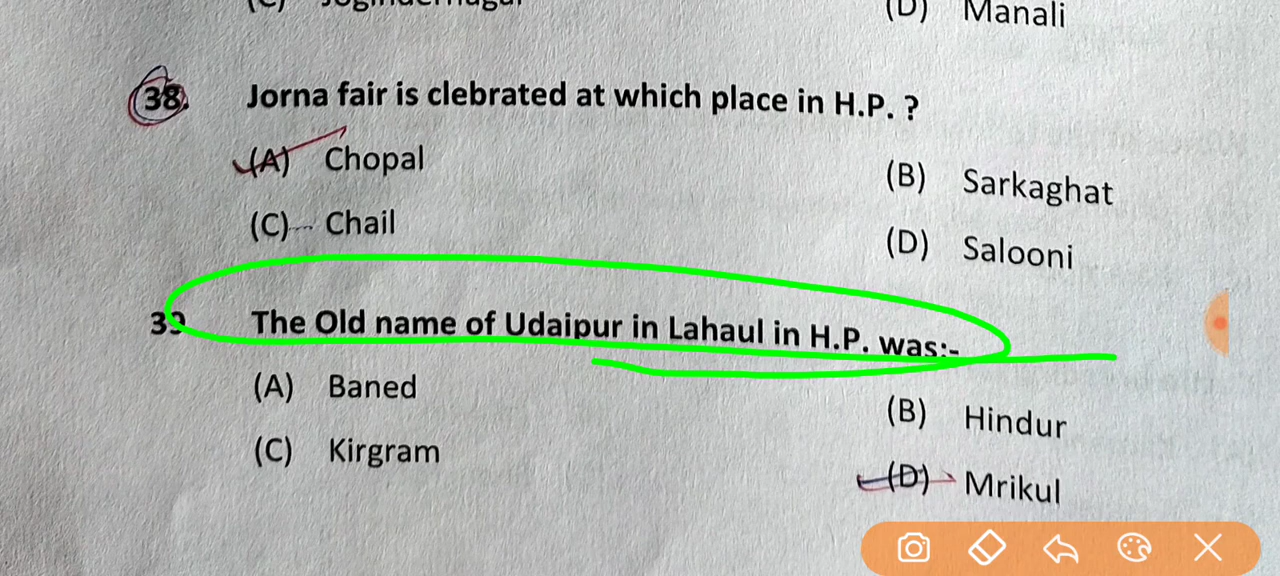 (D) Manali
38. Jorna fair is clebrated at which place in H.P. ?
(A) Chopal (B) Sarkaghat
(C) Chail (D) Salooni
39 The Old name of Udaipur in Lahaul in H.P. was:-
(A) Baned (B) Hindur
(C) Kirgram (D) Mrikul